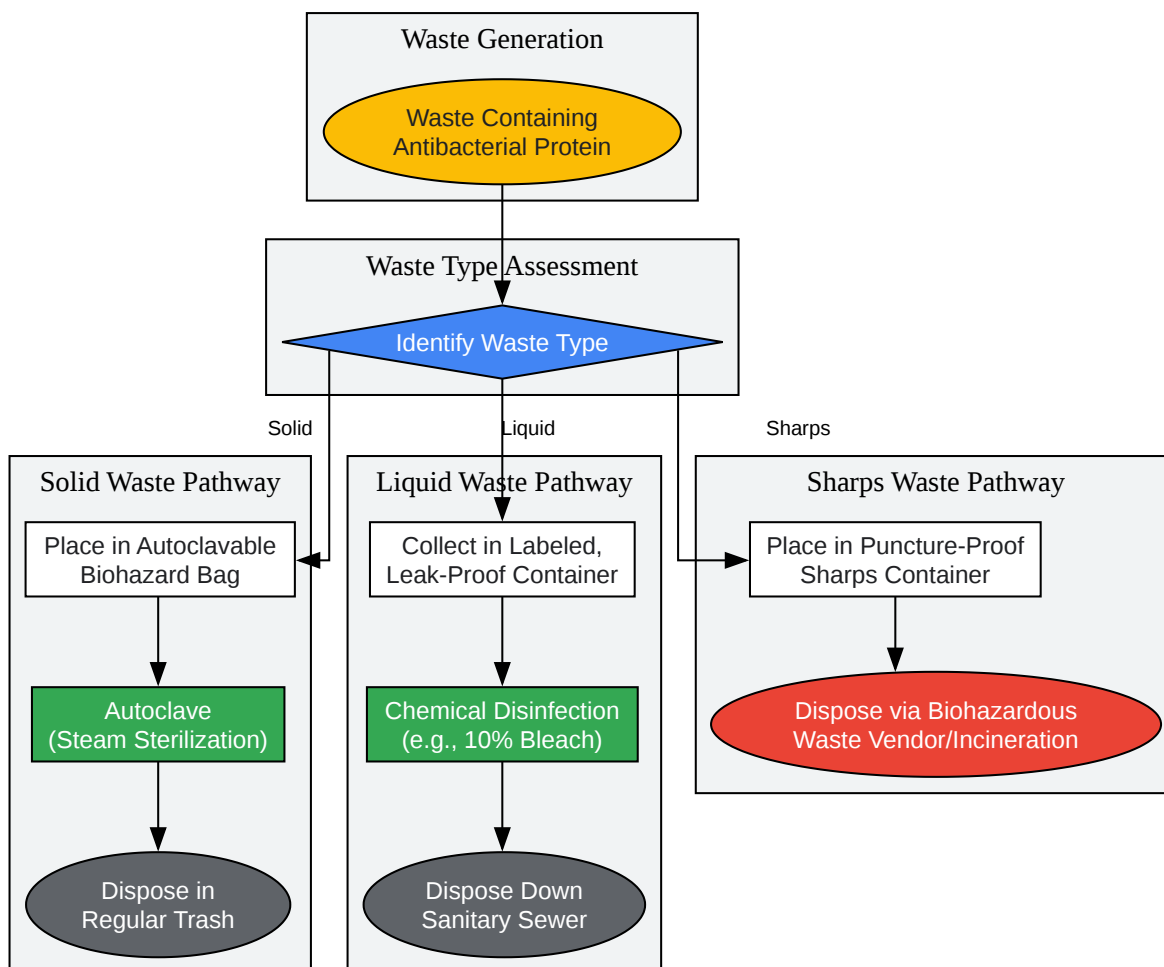 Waste Generation
Waste Containing
Antibacterial Protein
Waste Type Assessment
Identify Waste Type
Solid
Liquid
Sharps
Solid Waste Pathway
Place in Autoclavable
Biohazard Bag
Autoclave
(Steam Sterilization)
Dispose in
Regular Trash
Liquid Waste Pathway
Collect in Labeled,
Leak-Proof Container
Chemical Disinfection
(e.g., 10% Bleach)
Dispose Down
Sanitary Sewer
Sharps Waste Pathway
Place in Puncture-Proof
Sharps Container
Dispose via Biohazardous
Waste Vendor/Incineration